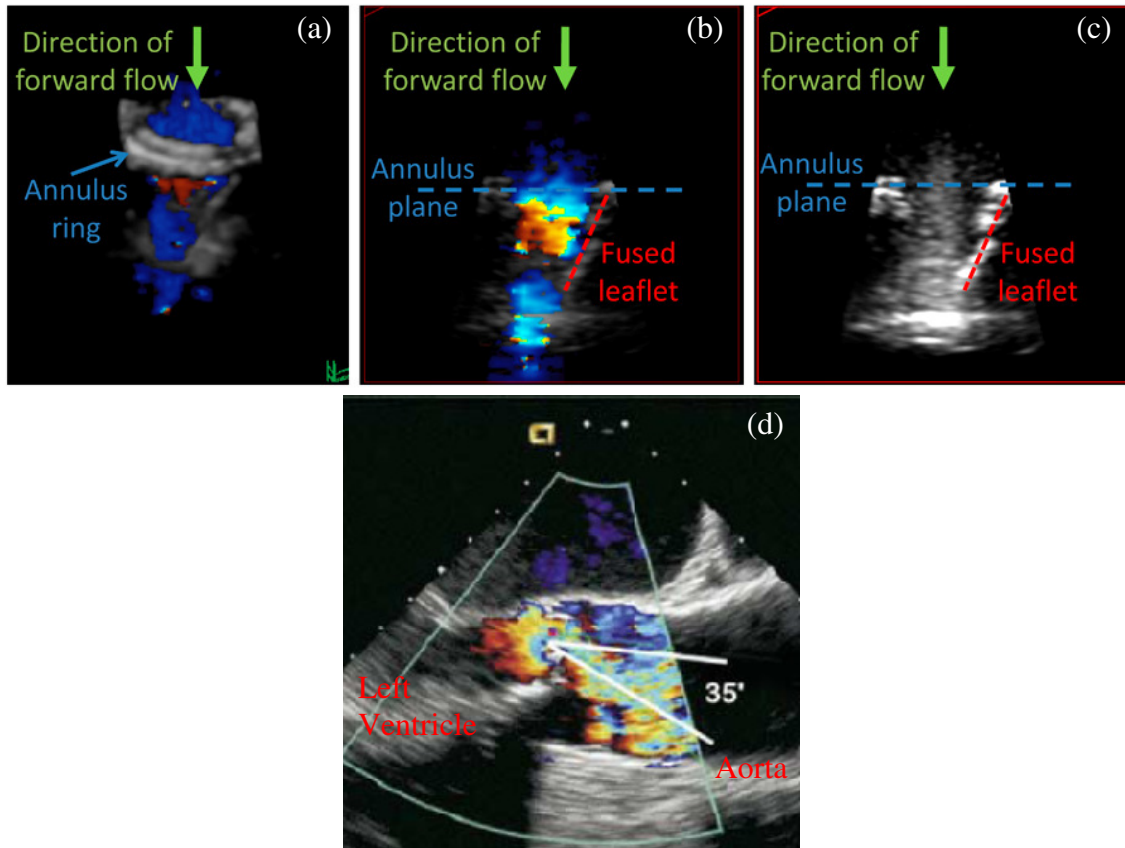 (a)
Direction of
forward flow
Annulus
ring
(b)
Direction of
forward flow
Annulus
plane
Fused
leaflet
(c)
Direction of
forward flow
Annulus
plane
Fused
leaflet
(d)
Left
Ventricle
35'
Aorta